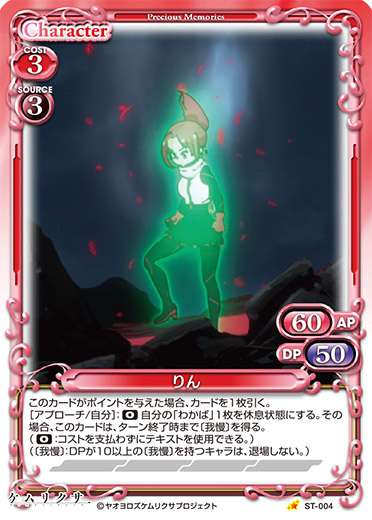 Precious Memories
Character
COST
3
SOURCE
3
60 AP
DP 50
りん
このカードがポイントを与えた場合、カードを1枚引く。
[アプローチ/自分]:0 自分の「わかば」1枚を休息状態にする。その
場合、このカードは、ターン終了時まで〔我慢〕を得る。
(0:コストを支払わずにテキストを使用できる。)
(〔我慢〕:DPが10以上の〔我慢〕を持つキャラは、退場しない。)
ケムリクサ
©ヤオヨロズケムリクサプロジェクト
ST-004